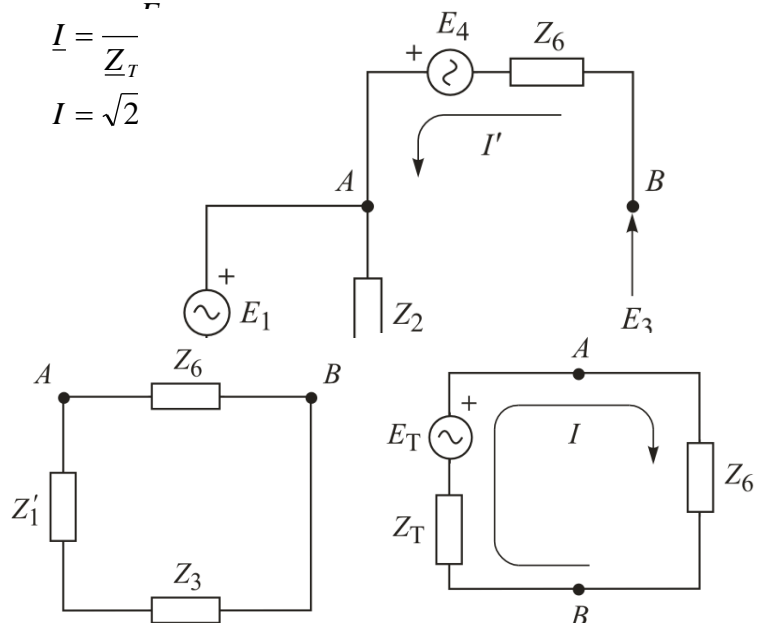 I = 
Z_T
I = √2
E₄
Z₆
+
I′
A
B
+
E₁
Z₂
E₃
A
Z₆
B
Z₁′
Z₃
A
+
E_T
I
Z₆
Z_T
B